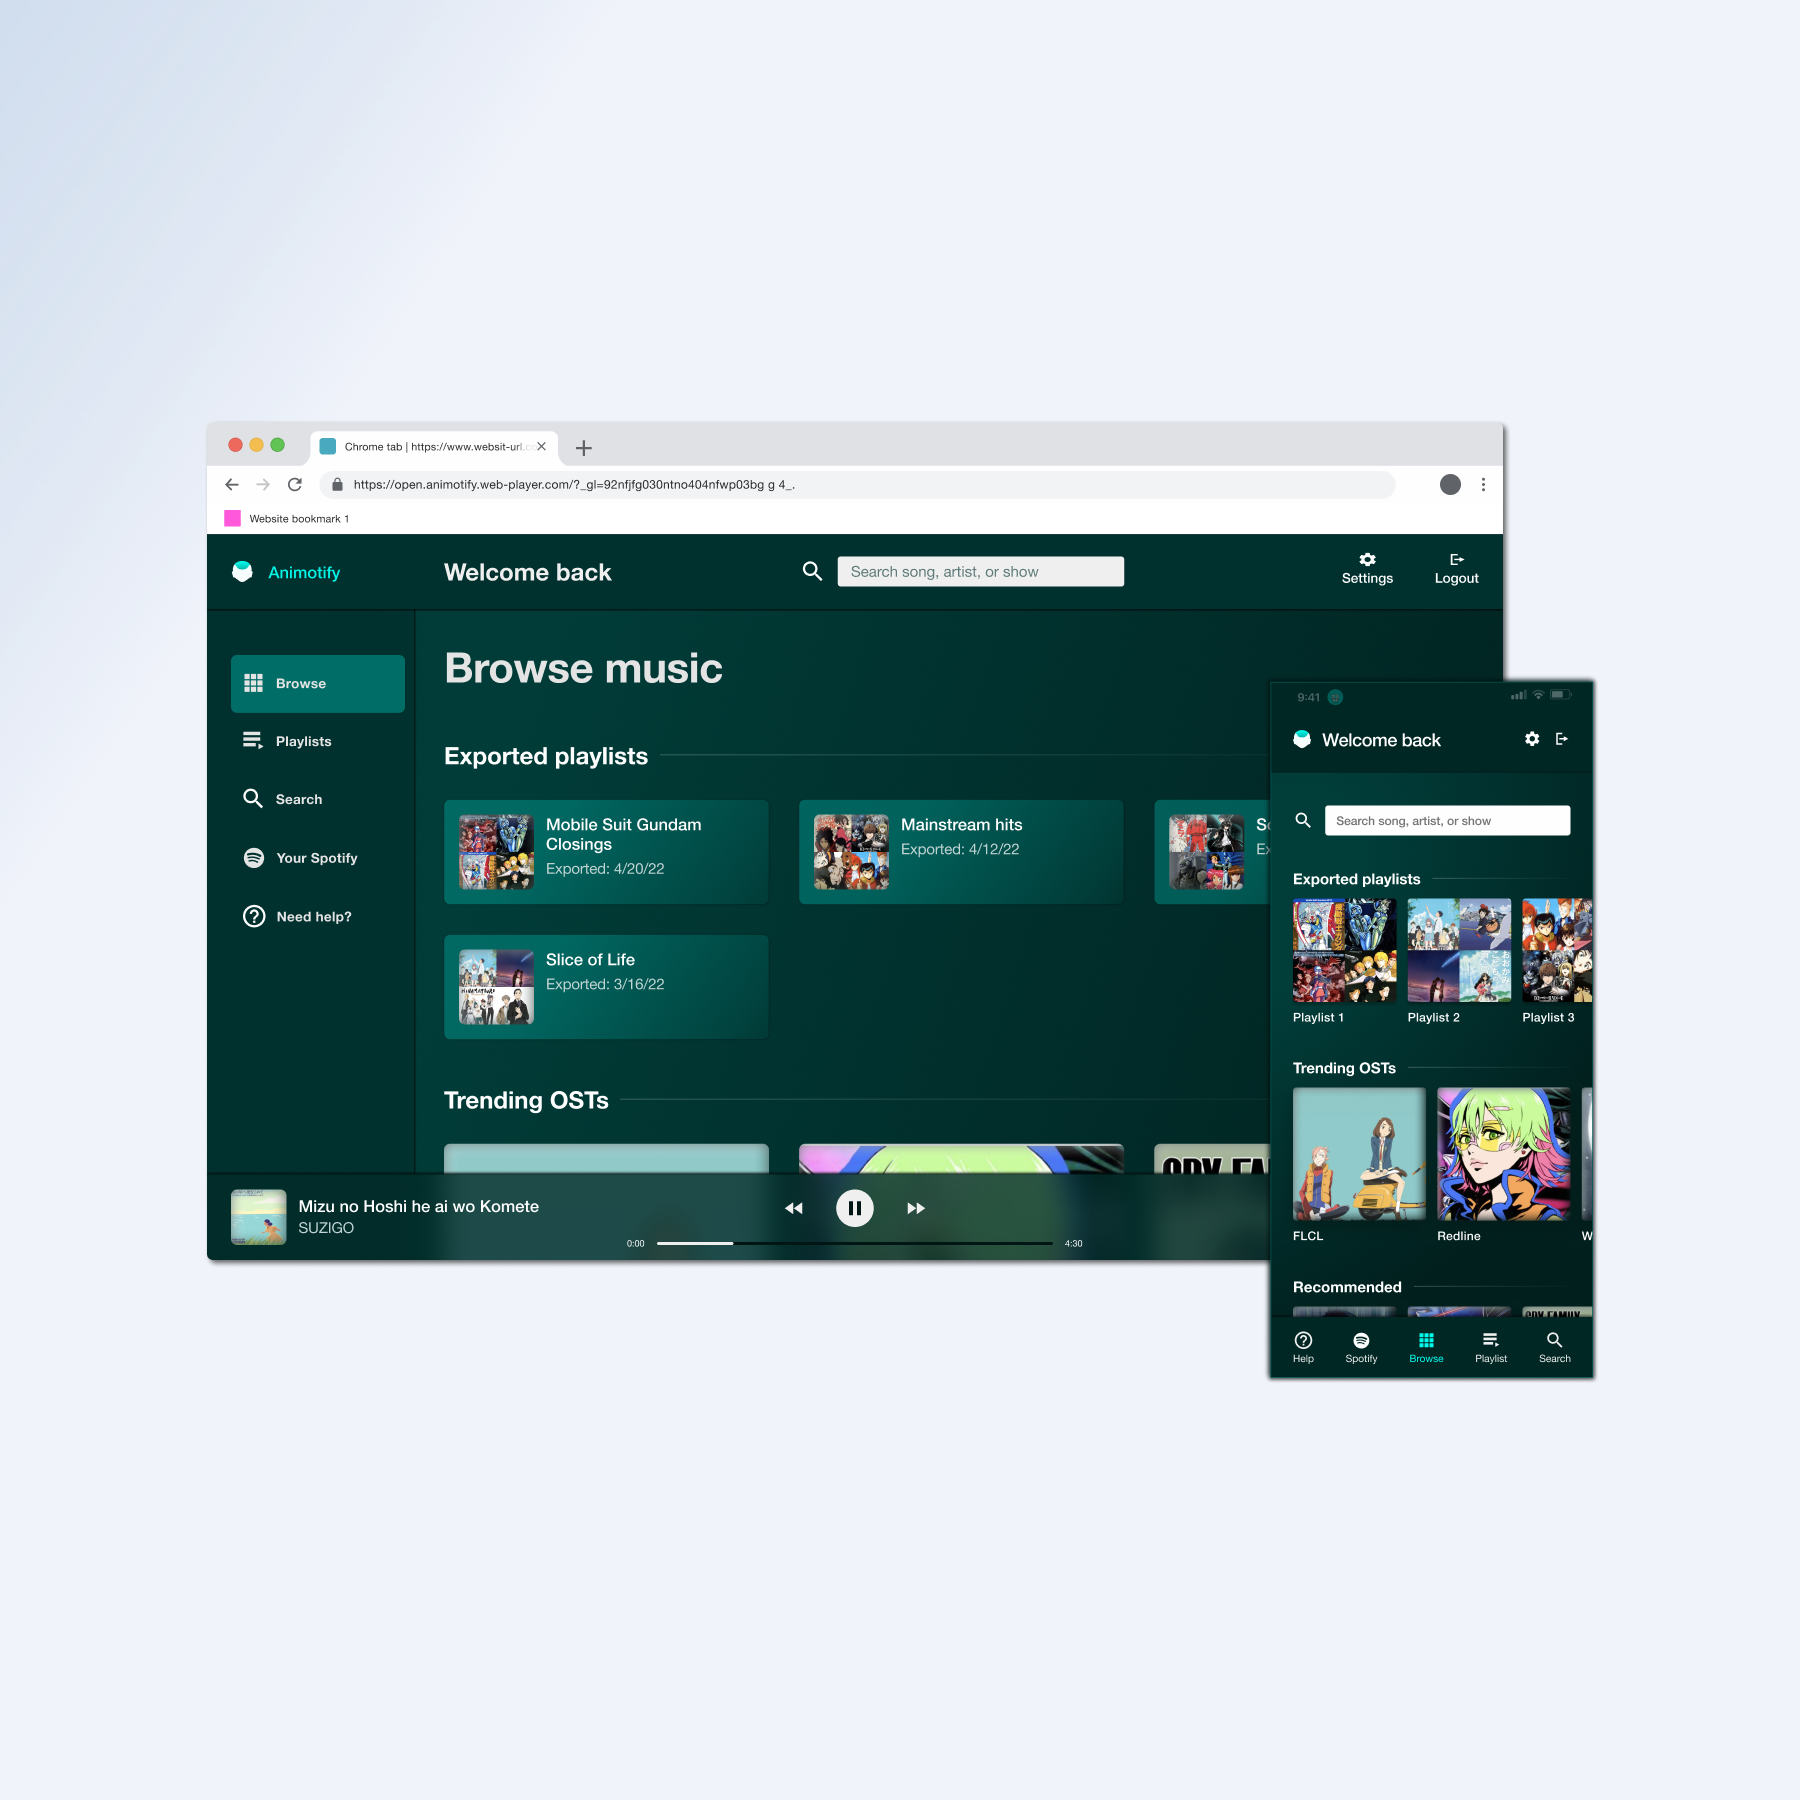 Chrome tab | https://www.websit-url.c
https://open.animotify.web-player.com/?_gl=92nfjfg030ntno404nfwp03bg g 4_.
Website bookmark 1
Animotify
Welcome back
Search song, artist, or show
Settings
Logout
Browse
Playlists
Search
Your Spotify
Need help?
Browse music
Exported playlists
Mobile Suit Gundam
Closings
Exported: 4/20/22
Mainstream hits
Exported: 4/12/22
Slice of Life
Exported: 3/16/22
Trending OSTs
Mizu no Hoshi he ai wo Komete
SUZIGO
0:00
4:30
9:41
Welcome back
Search song, artist, or show
Exported playlists
Playlist 1
Playlist 2
Playlist 3
Trending OSTs
FLCL
Redline
W
Recommended
Help
Spotify
Browse
Playlist
Search